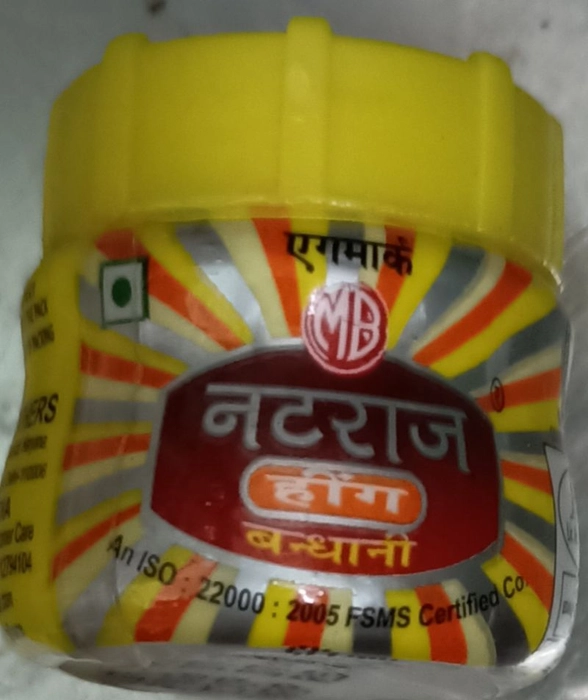 एगमार्क
MB
नटराज
®
हींग
बन्धानी
An ISO : 22000 : 2005 FSMS Certified Co